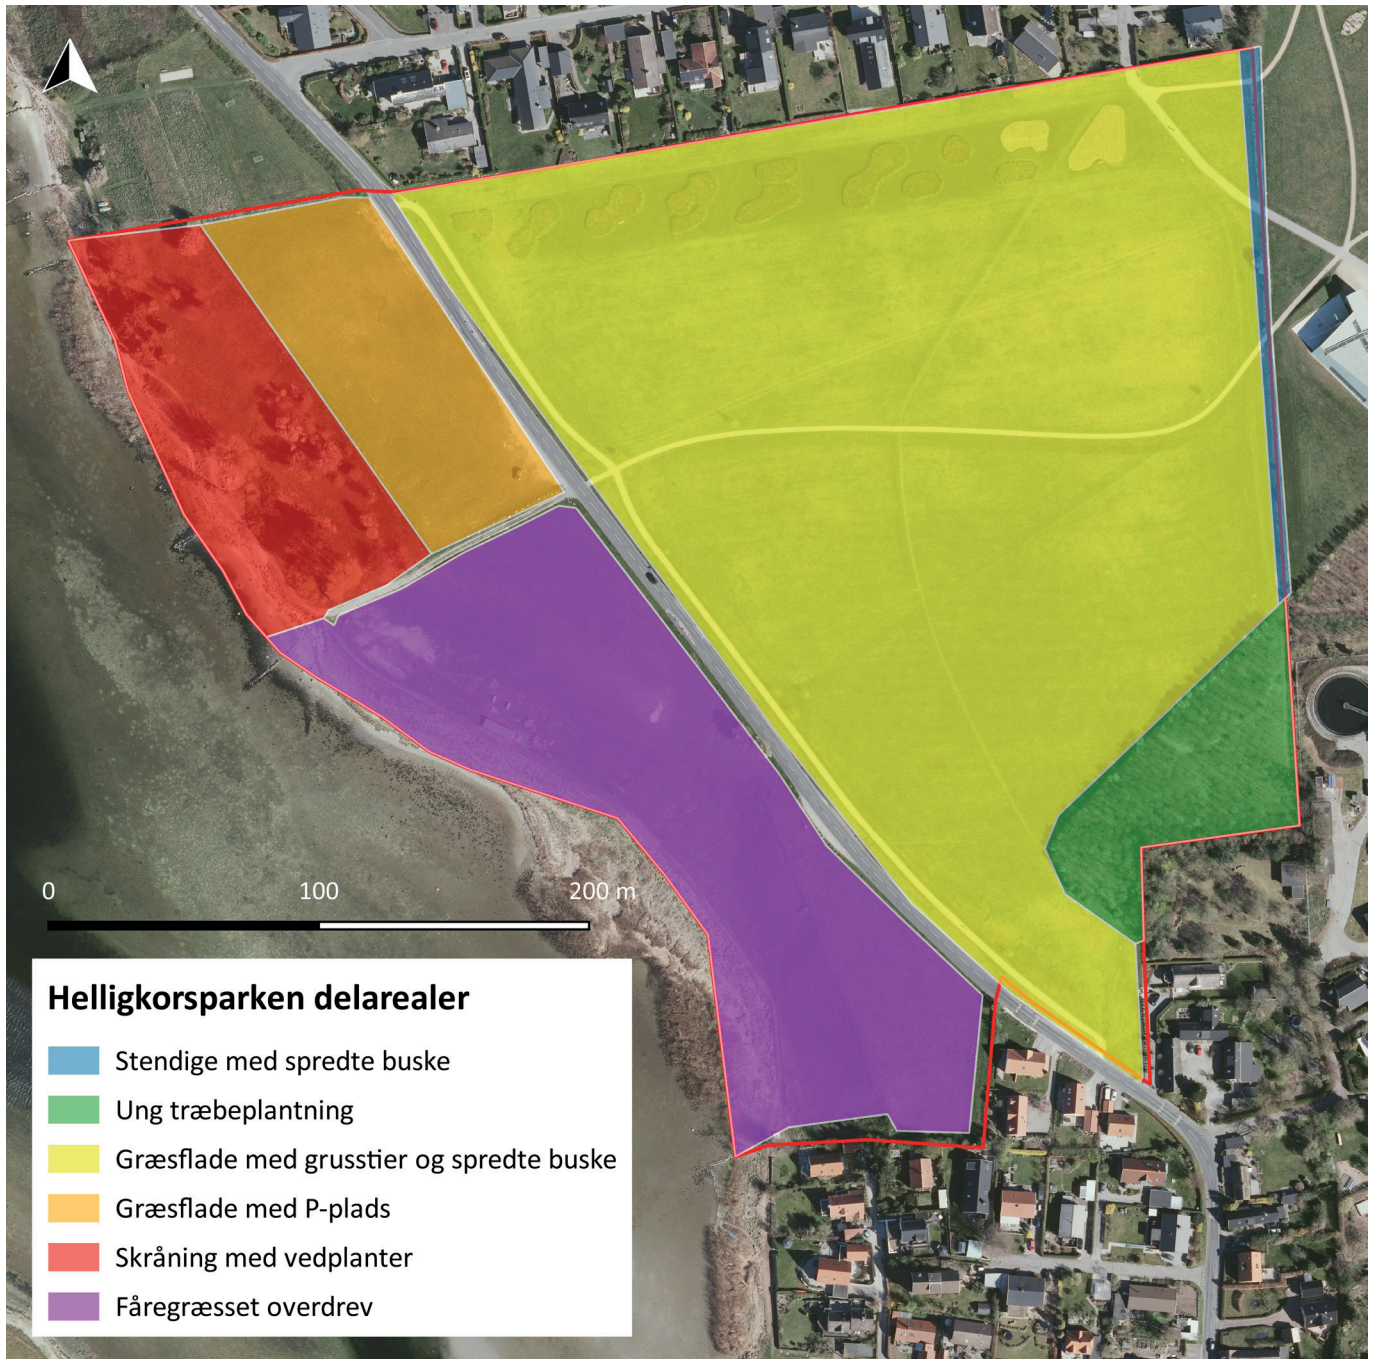 0 100 200 m
Helligkorsparken delarealer
Stendige med spredte buske
Ung træbeplantning
Græsflade med grusstier og spredte buske
Græsflade med P-plads
Skråning med vedplanter
Fåregræsset overdrev